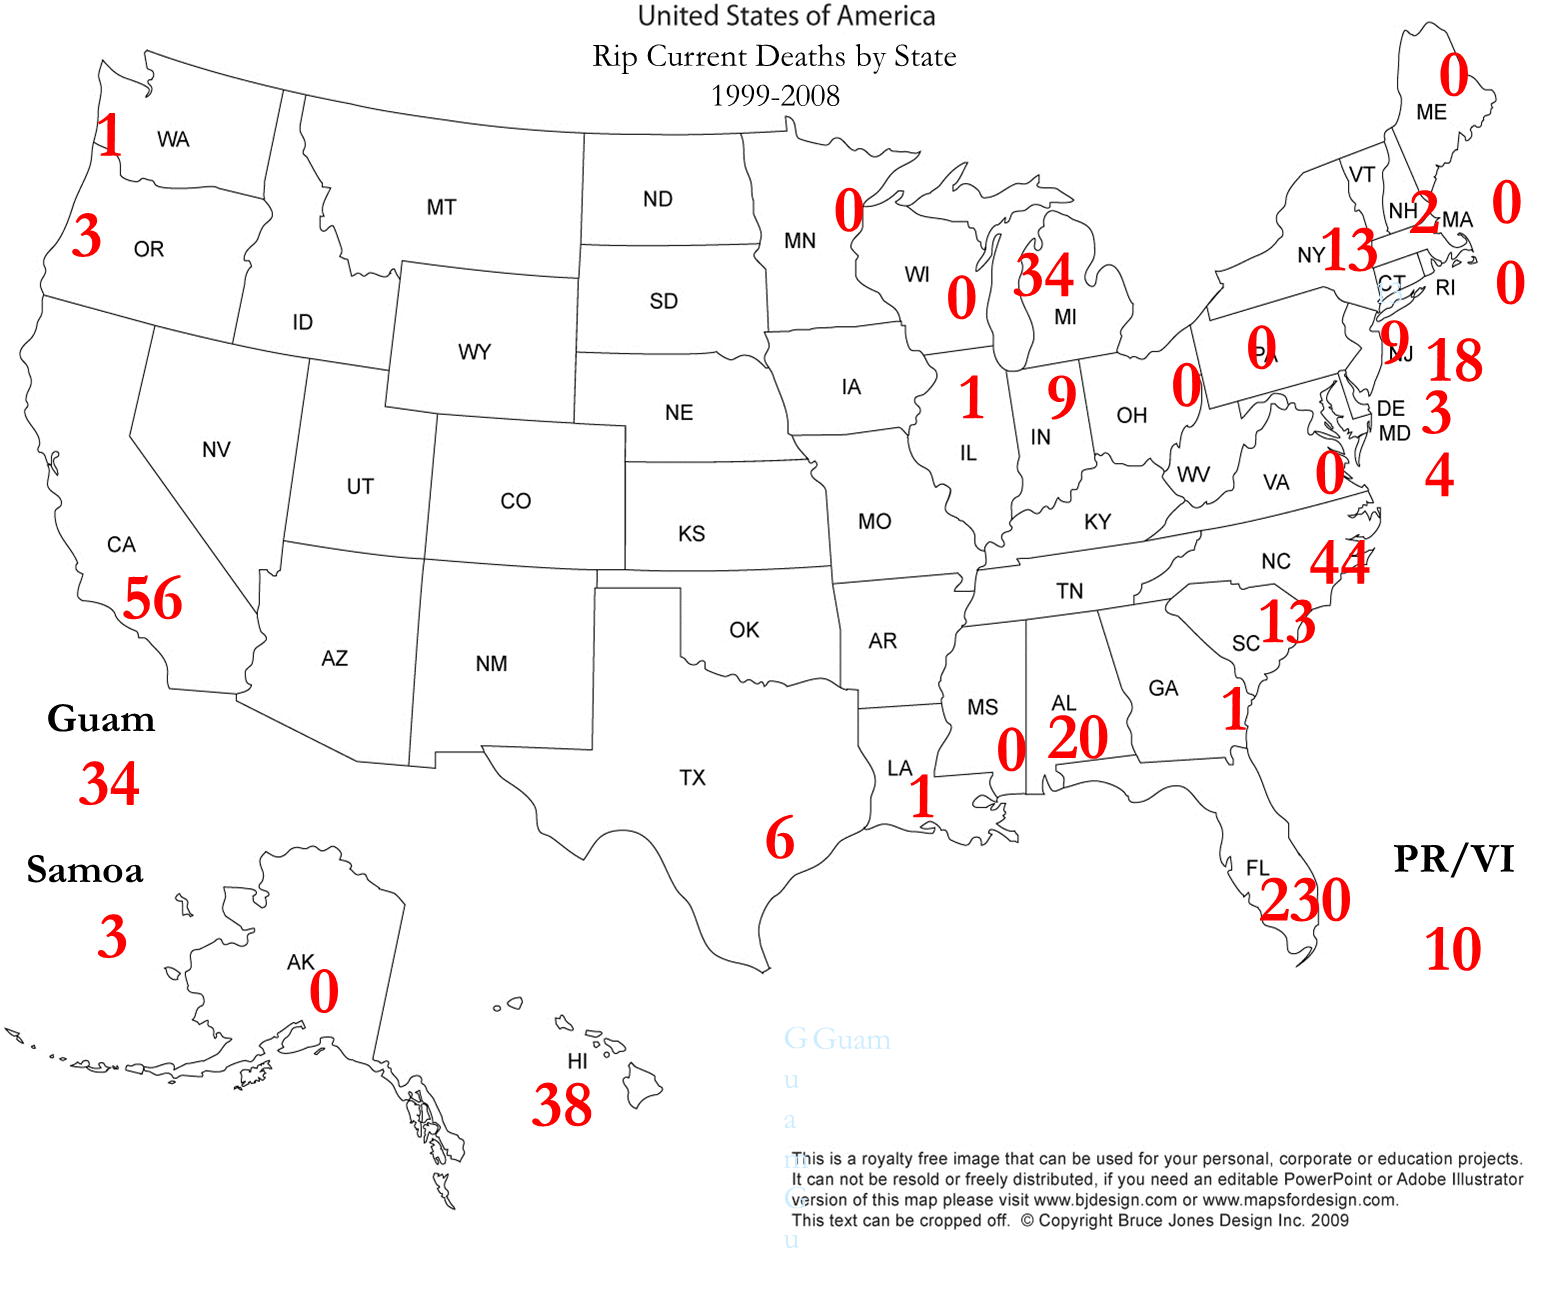 United States of America
Rip Current Deaths by State
1999-2008
0
ME
1
WA
VT
MT
ND
0
NH
2
MA
0
3
OR
MN
NY
13
WI
34
CT
RI
0
0
SD
MI
ID
WY
0
PA
9
NJ
18
IA
1
9
0
NE
OH
DE
3
MD
NV
IL
IN
WV
VA
0
4
UT
CO
MO
KY
KS
CA
NC
44
56
TN
OK
AR
SC
13
AZ
NM
GA
1
MS
AL
Guam
0
20
34
TX
LA
1
6
Samoa
FL
230
PR/VI
3
10
AK
0
G Guam
HI
u
38
a
m
This is a royalty free image that can be used for your personal, corporate or education projects.
It can not be resold or freely distributed, if you need an editable PowerPoint or Adobe Illustrator
G
version of this map please visit www.bjdesign.com or www.mapsfordesign.com.
This text can be cropped off. © Copyright Bruce Jones Design Inc. 2009
u